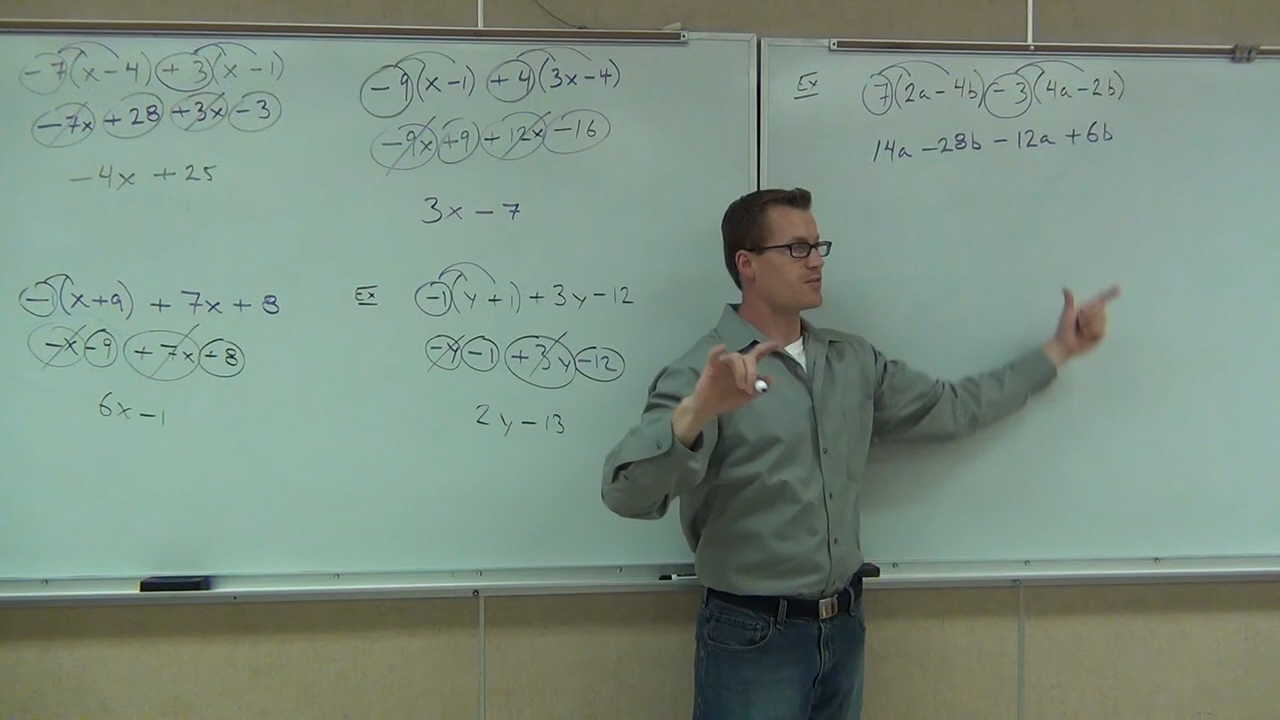 -7(x-4)+3(x-1)
-7x+28+3x-3
-4x+25
-9(x-1)+4(3x-4)
-9x+9+12x-16
3x-7
-1(x+9)+7x+8
-x-9+7x+8
6x-1
Ex -1(y+1)+3y-12
-y-1+3y-12
2y-13
Ex 7(2a-4b)-3(4a-2b)
14a-28b-12a+6b